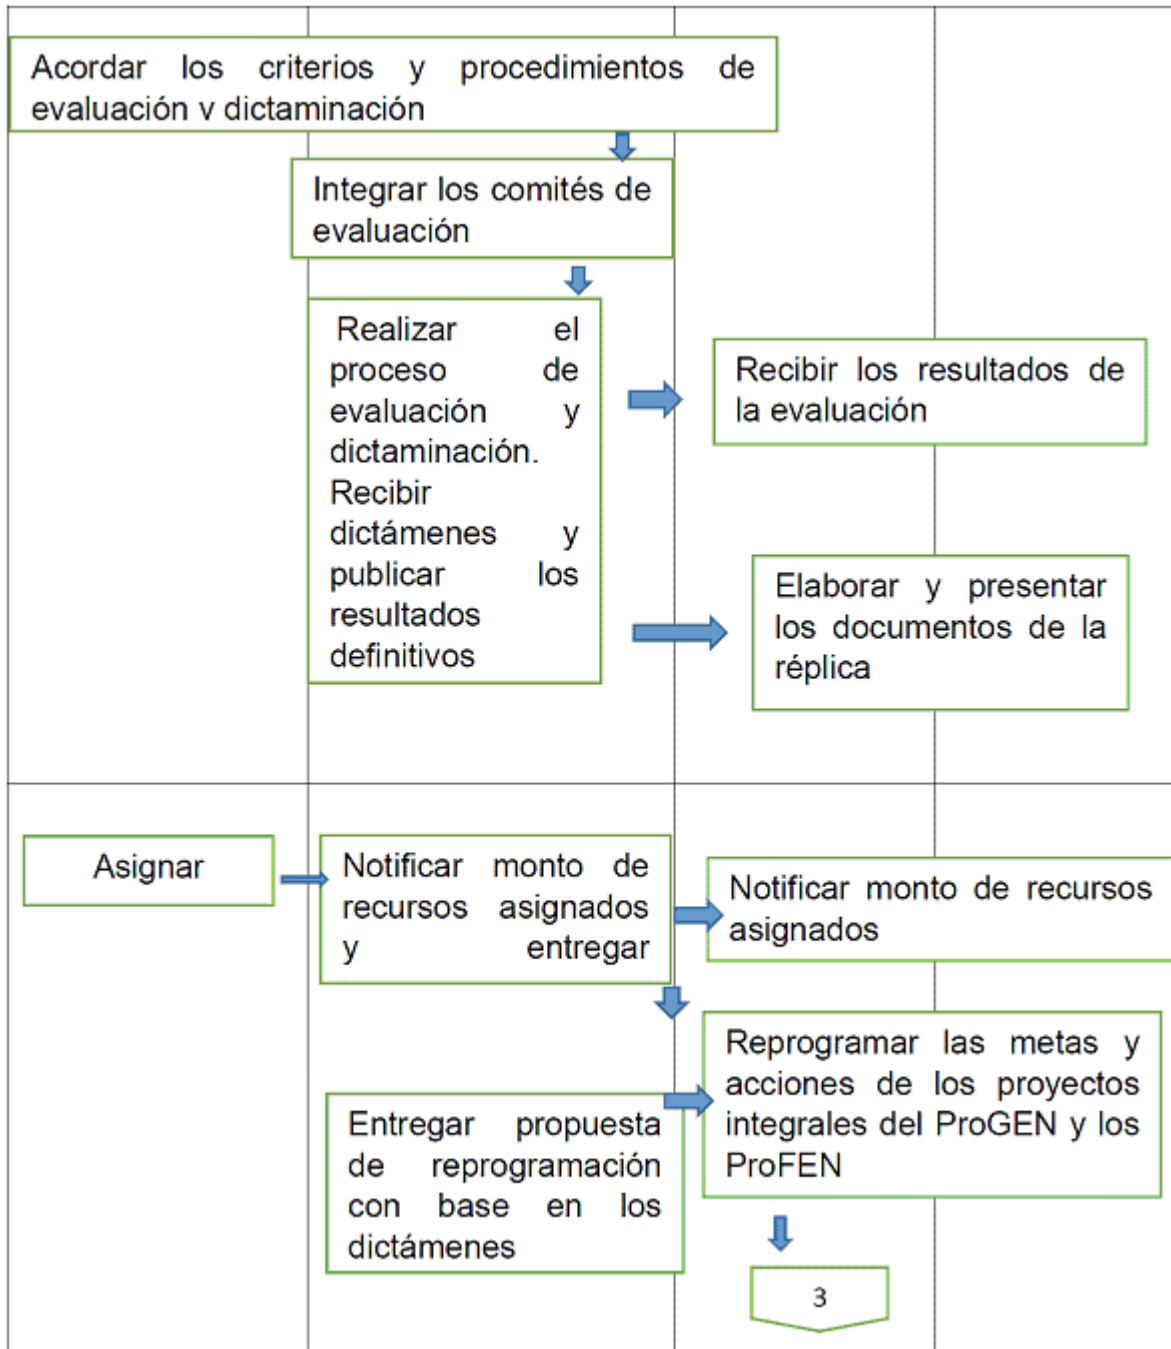 Acordar los criterios y procedimientos de
evaluación v dictaminación
Integrar los comités de
evaluación
Realizar el
proceso de
evaluación y
dictaminación.
Recibir
dictámenes y
publicar los
resultados
definitivos
Recibir los resultados de
la evaluación
Elaborar y presentar
los documentos de la
réplica
Asignar
Notificar monto de
recursos asignados
y entregar
Notificar monto de recursos
asignados
Entregar propuesta
de reprogramación
con base en los
dictámenes
Reprogramar las metas y
acciones de los proyectos
integrales del ProGEN y los
ProFEN
3